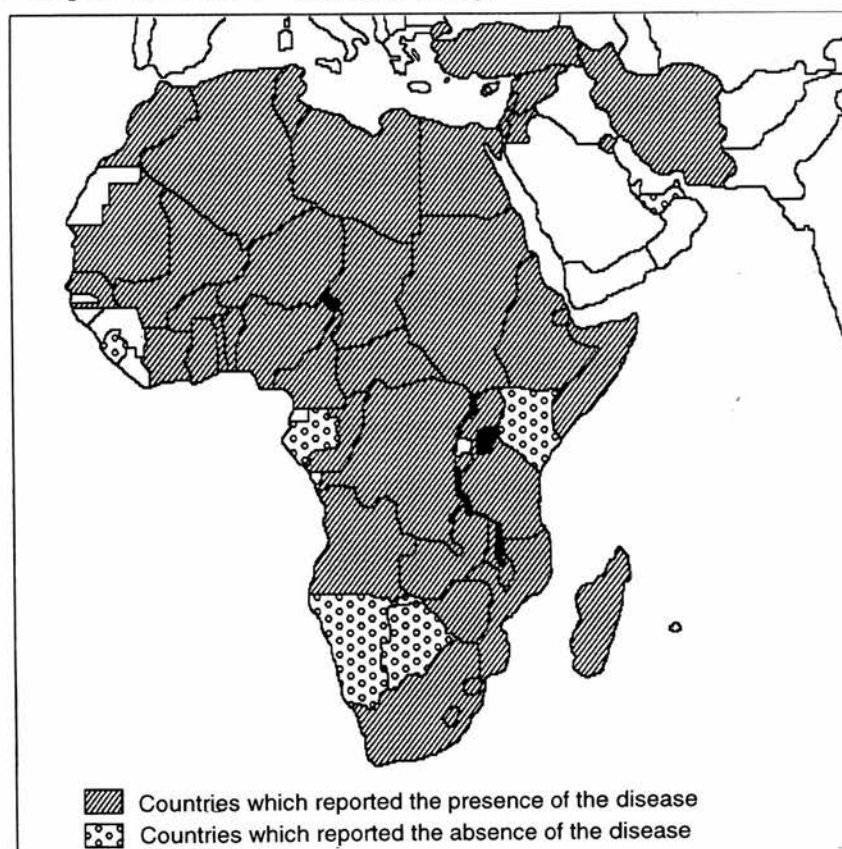 Countries which reported the presence of the disease
Countries which reported the absence of the disease